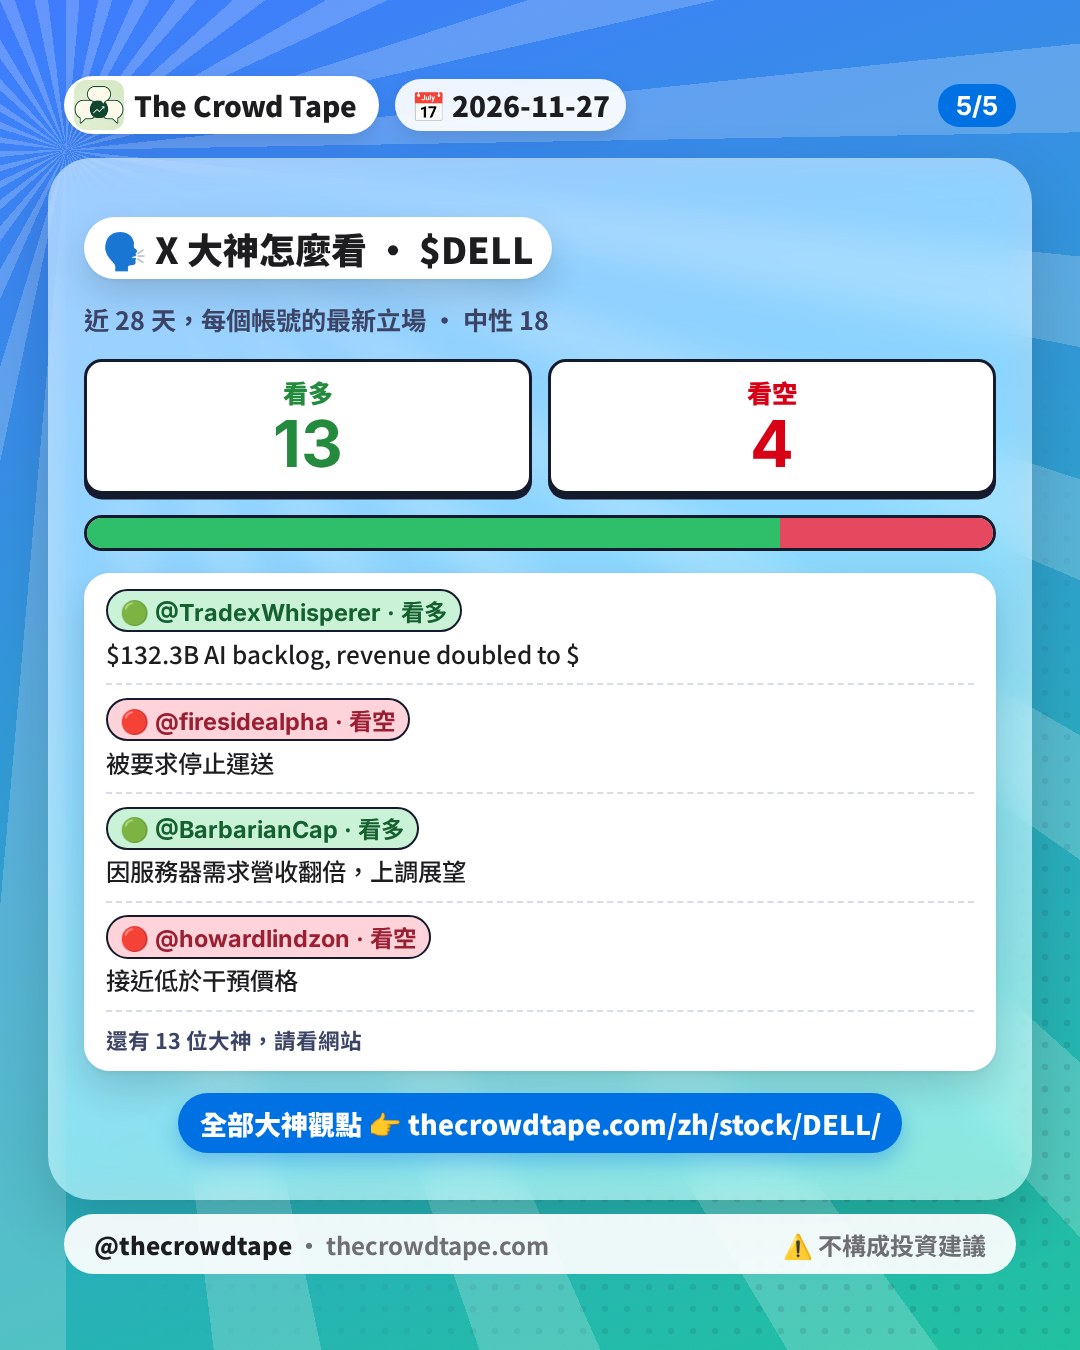 The Crowd Tape
2026-11-27
5/5
X 大神怎麼看 · $DELL
近 28 天，每個帳號的最新立場 · 中性 18
看多
13
看空
4
@TradexWhisperer · 看多
$132.3B AI backlog, revenue doubled to $
@firesidealpha · 看空
被要求停止運送
@BarbarianCap · 看多
因服務器需求營收翻倍，上調展望
@howardlindzon · 看空
接近低於干預價格
還有 13 位大神，請看網站
全部大神觀點 👉 thecrowdtape.com/zh/stock/DELL/
@thecrowdtape · thecrowdtape.com
⚠️ 不構成投資建議